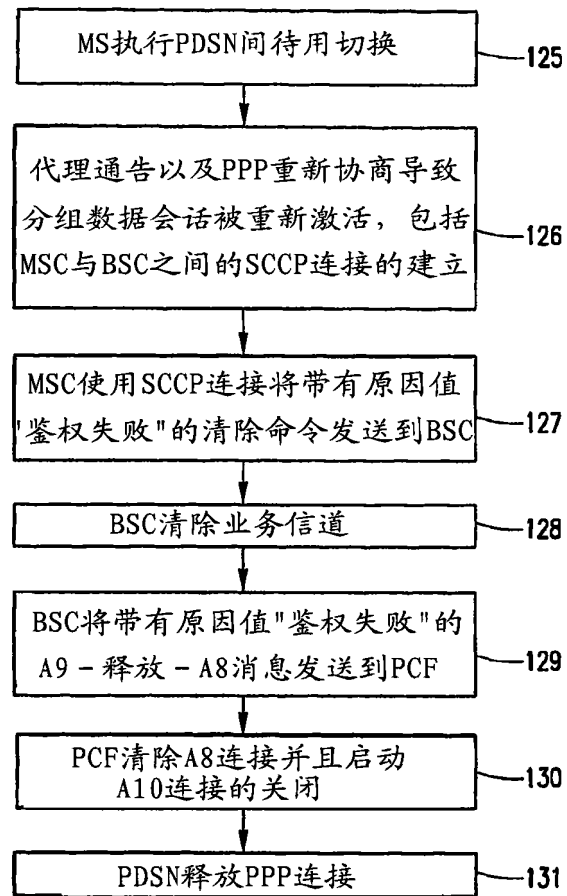 MS执行PDSN间待用切换
125
代理通告以及PPP重新协商导致
分组数据会话被重新激活，包括
MSC与BSC之间的SCCP连接的建立
126
MSC使用SCCP连接将带有原因值
'鉴权失败"的清除命令发送到BSC
127
BSC清除业务信道
128
BSC将带有原因值"鉴权失败"的
A9－释放－A8消息发送到PCF
129
PCF清除A8连接并且启动
A10连接的关闭
130
PDSN释放PPP连接
131